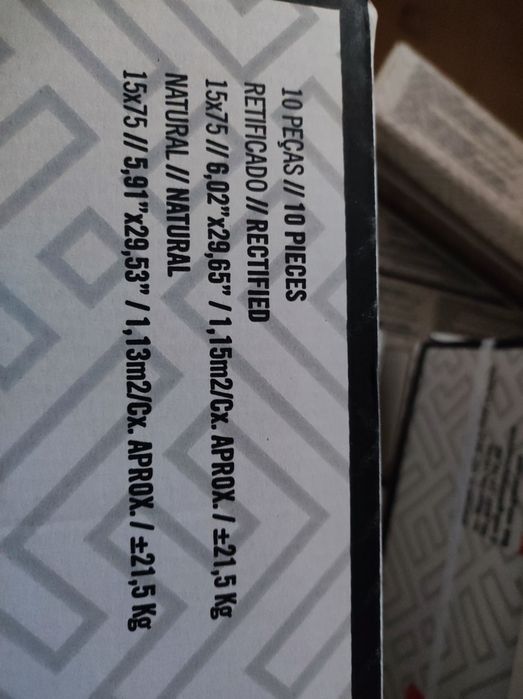 10 PEÇAS // 10 PIECES
RETIFICADO // RECTIFIED
15x75 // 6,02”x29,65” / 1,15m2/Cx. APROX. / ±21,5 Kg
NATURAL // NATURAL
15x75 // 5,91”x29,53” / 1,13m2/Cx. APROX. / ±21,5 Kg